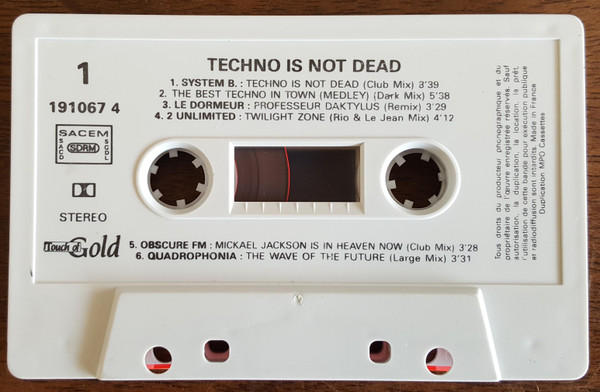 TECHNO IS NOT DEAD
1
191067 4
1. SYSTEM B. : TECHNO IS NOT DEAD (Club Mix) 3'39
2. THE BEST TECHNO IN TOWN (MEDLEY) (Dark Mix) 5'38
3. LE DORMEUR : PROFESSEUR DAKTYLUS (Remix) 3'29
4. 2 UNLIMITED : TWILIGHT ZONE (Rio & Le Jean Mix) 4'12
SACEM
SACD
SDRM
SGDL
STEREO
Touch of Gold
5. OBSCURE FM : MICKAEL JACKSON IS IN HEAVEN NOW (Club Mix) 3'28
6. QUADROPHONIA : THE WAVE OF THE FUTURE (Large Mix) 3'31
Tous droits du producteur phonographique et du
propriétaire de l'œuvre enregistrée réservés. Sauf
autorisation, la duplication, la location, le prêt,
l'utilisation de cette bande pour exécution publique
et radiodiffusion sont interdits. Made in France
Duplication MPO Cassettes